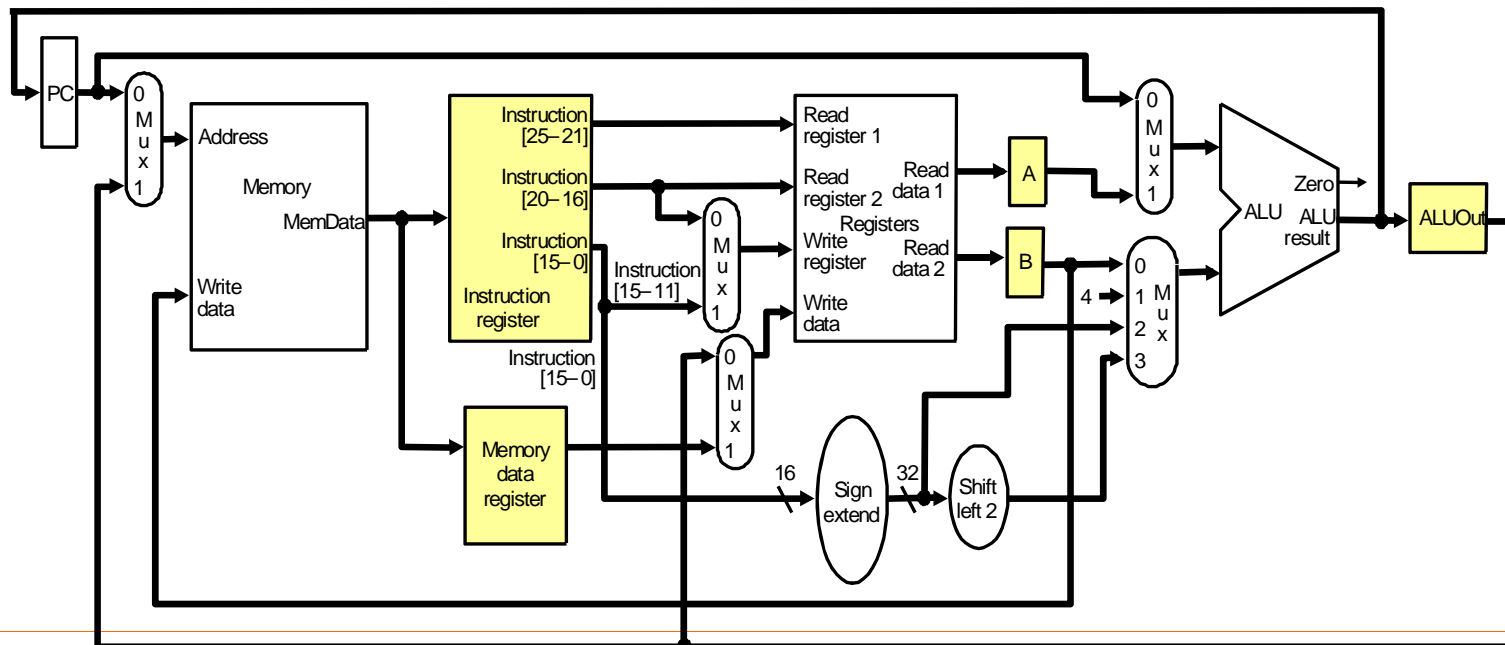 PC
0
M
u
x
1
Address
Memory
MemData
Write
data
Instruction
[25–21]
Instruction
[20–16]
Instruction
[15–0]
Instruction
register
Instruction
[15–11]
Instruction
[15–0]
Memory
data
register
0
M
u
x
1
0
M
u
x
1
Read
register 1
Read
register 2
Registers
Write
register
Write
data
Read
data 1
Read
data 2
16
Sign
extend
32
Shift
left 2
A
B
4
0
M
u
x
1
0
1
2
3
M
u
x
Zero
ALU
ALU
result
ALUOut